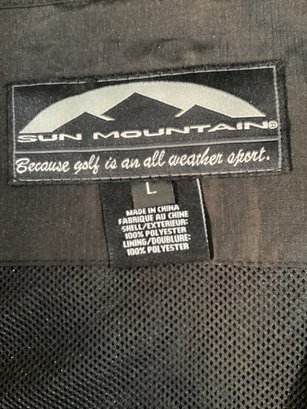 SUN MOUNTAIN®
Because golf is an all weather sport.
L
MADE IN CHINA
FABRIQUE AU CHINE
SHELL/EXTERIEUR:
100% POLYESTER
LINING/DOUBLURE:
100% POLYESTER